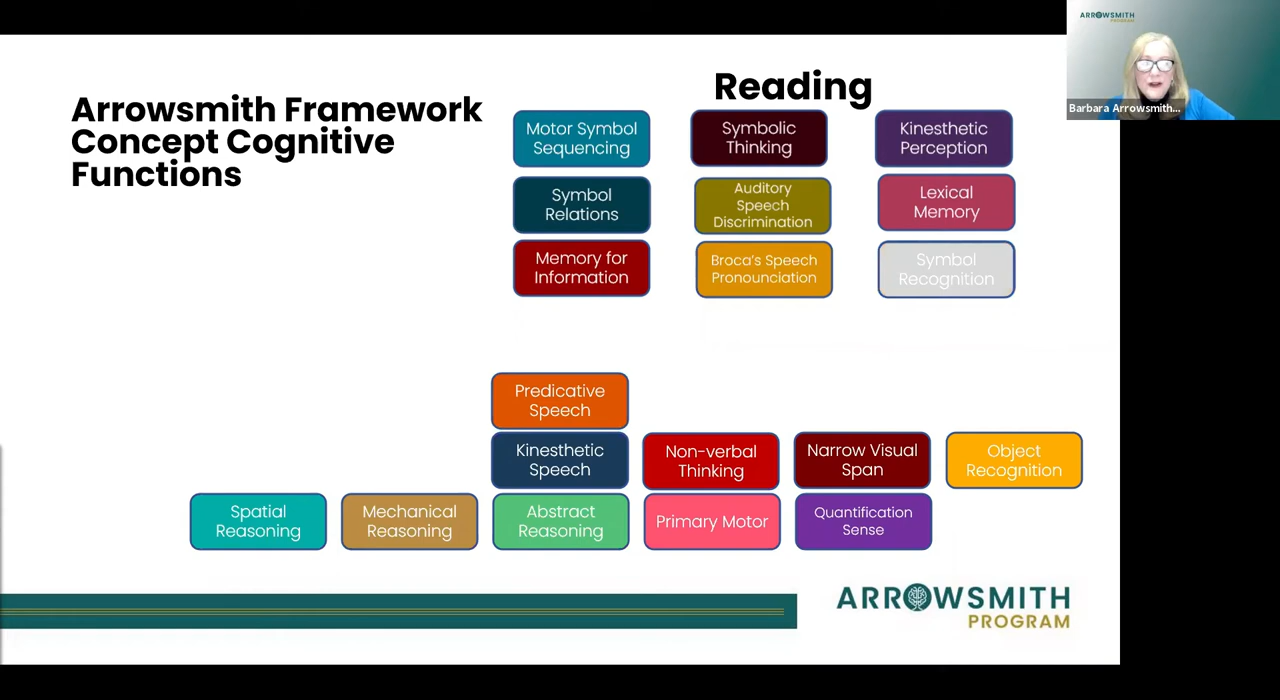 ARROWSMITH
PROGRAM
Barbara Arrowsmith...
Arrowsmith Framework
Concept Cognitive
Functions
Reading
Motor Symbol
Sequencing
Symbolic
Thinking
Kinesthetic
Perception
Symbol
Relations
Auditory
Speech
Discrimination
Lexical
Memory
Memory for
Information
Broca's Speech
Pronounciation
Symbol
Recognition
Predicative
Speech
Kinesthetic
Speech
Non-verbal
Thinking
Narrow Visual
Span
Object
Recognition
Spatial
Reasoning
Mechanical
Reasoning
Abstract
Reasoning
Primary Motor
Quantification
Sense
ARROWSMITH
PROGRAM